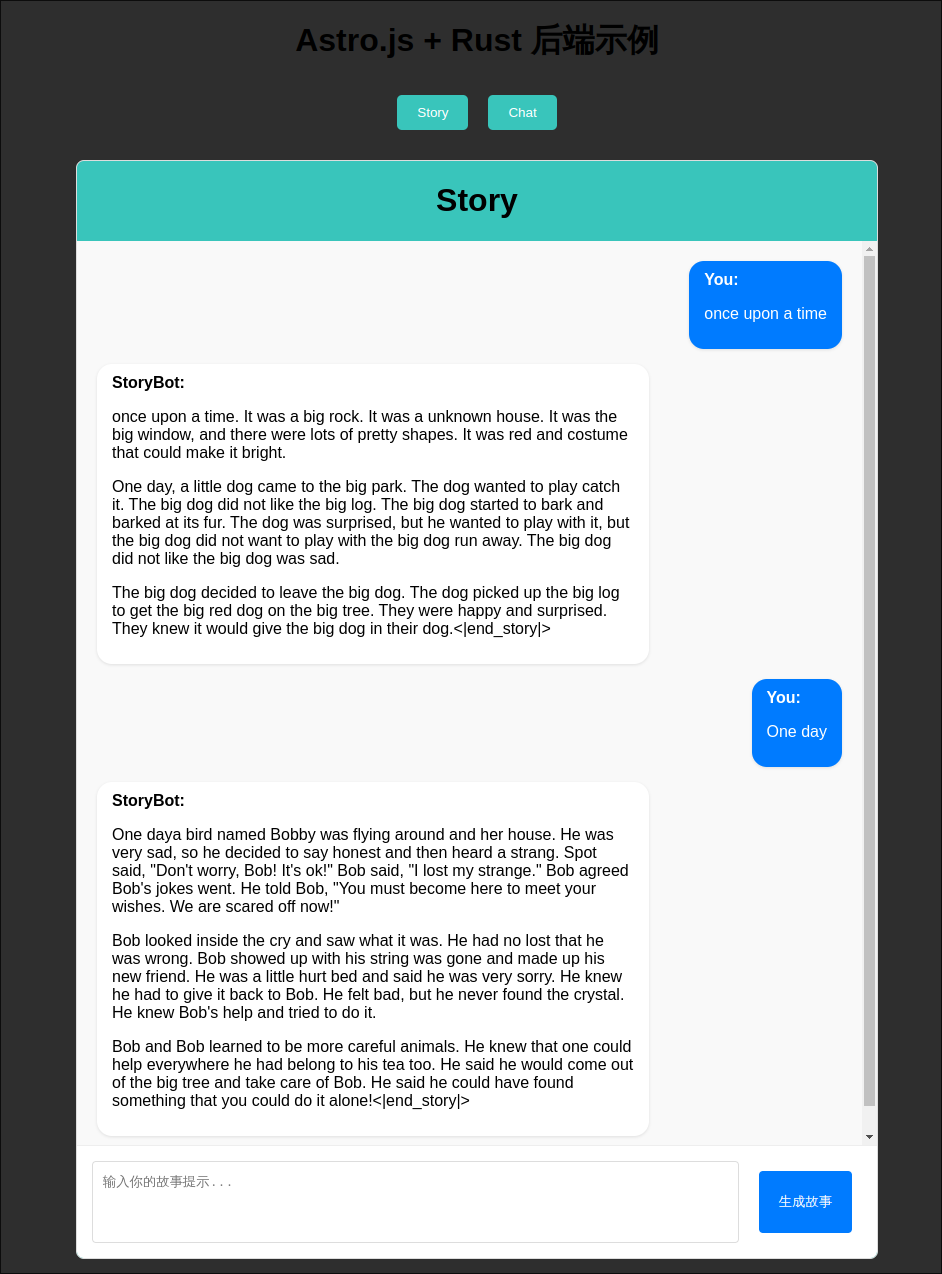 Astro.js + Rust 后端示例
Story
Chat
Story
You:
once upon a time
StoryBot:
once upon a time. It was a big rock. It was a unknown house. It was the
big window, and there were lots of pretty shapes. It was red and costume
that could make it bright.
One day, a little dog came to the big park. The dog wanted to play catch
it. The big dog did not like the big log. The big dog started to bark and
barked at its fur. The dog was surprised, but he wanted to play with it, but
the big dog did not want to play with the big dog run away. The big dog
did not like the big dog was sad.
The big dog decided to leave the big dog. The dog picked up the big log
to get the big red dog on the big tree. They were happy and surprised.
They knew it would give the big dog in their dog.<|end_story|>
You:
One day
StoryBot:
One daya bird named Bobby was flying around and her house. He was
very sad, so he decided to say honest and then heard a strang. Spot
said, "Don't worry, Bob! It's ok!" Bob said, "I lost my strange." Bob agreed
Bob's jokes went. He told Bob, "You must become here to meet your
wishes. We are scared off now!"
Bob looked inside the cry and saw what it was. He had no lost that he
was wrong. Bob showed up with his string was gone and made up his
new friend. He was a little hurt bed and said he was very sorry. He knew
he had to give it back to Bob. He felt bad, but he never found the crystal.
He knew Bob's help and tried to do it.
Bob and Bob learned to be more careful animals. He knew that one could
help everywhere he had belong to his tea too. He said he would come out
of the big tree and take care of Bob. He said he could have found
something that you could do it alone!<|end_story|>
输入你的故事提示...
生成故事